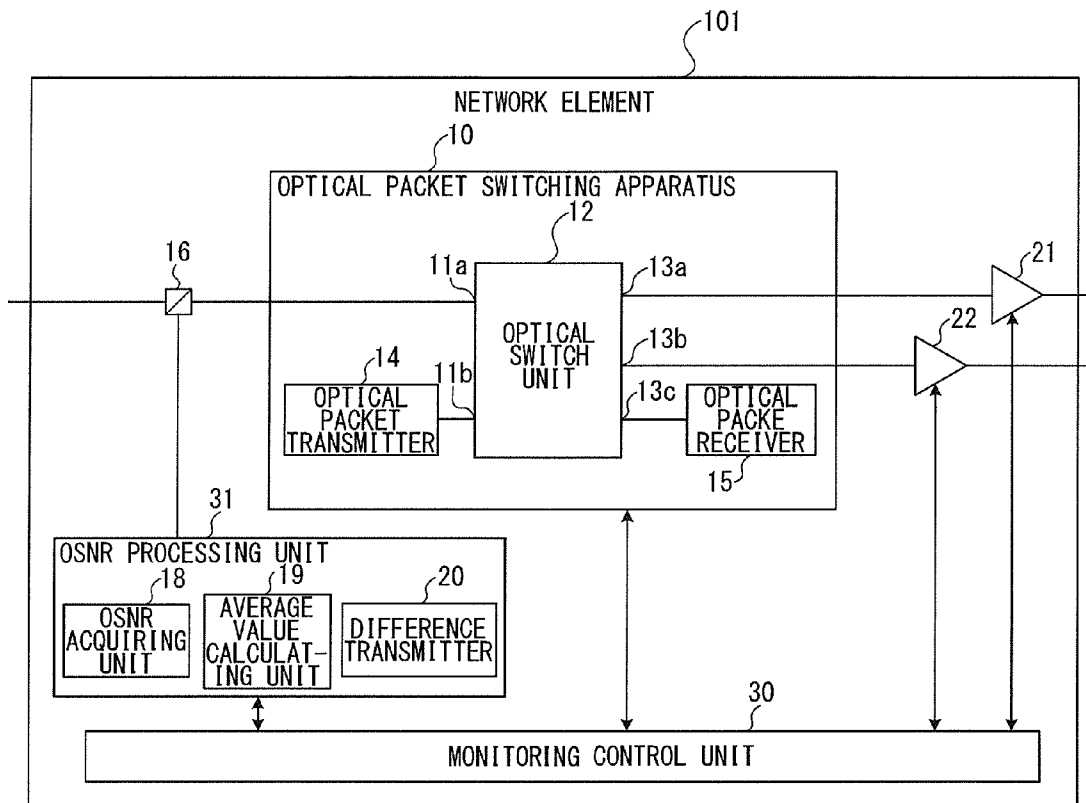 101
NETWORK ELEMENT
10
OPTICAL PACKET SWITCHING APPARATUS
12
16
11a
13a
21
OPTICAL
SWITCH
UNIT
13b
22
14
11b
13c
OPTICAL
PACKET
TRANSMITTER
OPTICAL
PACKE
RECEIVER
15
31
OSNR PROCESSING UNIT
18
19
20
OSNR
ACQUIRING
UNIT
AVERAGE
VALUE
CALCULAT-
ING UNIT
DIFFERENCE
TRANSMITTER
30
MONITORING CONTROL UNIT